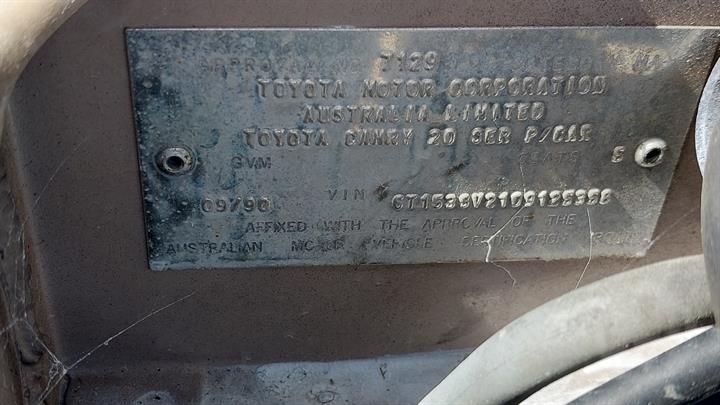 APPROVAL NO 7129
TOYOTA MOTOR CORPORATION
AUSTRALIA LIMITED
TOYOTA CAMRY 20 SER P/CAR
GVM SEATS 5
09/90 VIN
AFFIXED WITH THE APPROVAL OF THE
AUSTRALIAN MOTOR VEHICLE CERTIFICATION BOARD